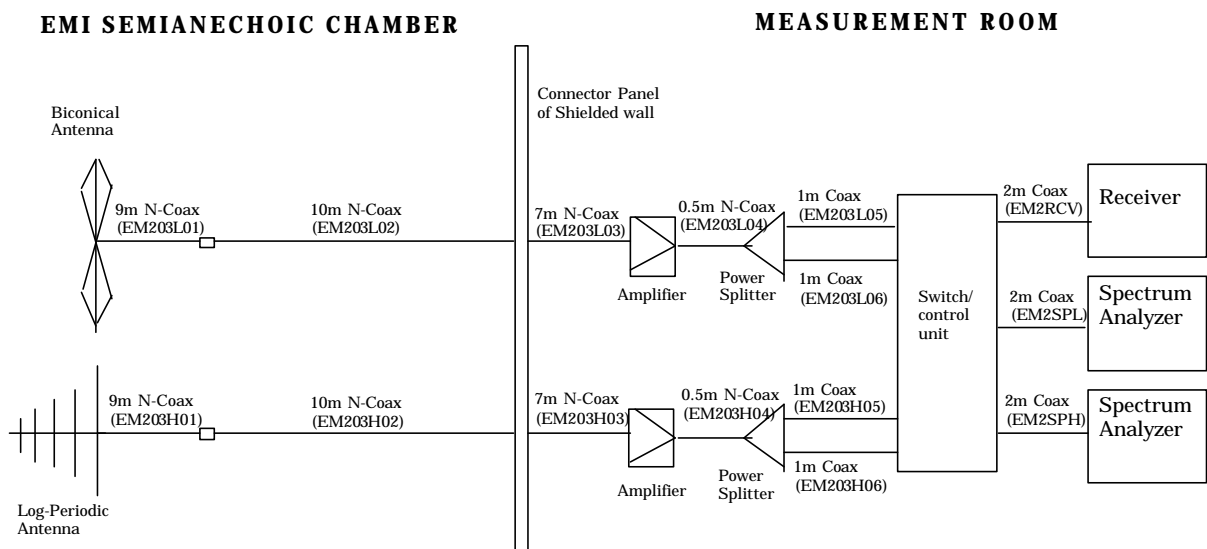 EMI SEMIANECHOIC CHAMBER
MEASUREMENT ROOM
Connector Panel
of Shielded wall
Biconical
Antenna
9m N-Coax
(EM203L01)
10m N-Coax
(EM203L02)
7m N-Coax
(EM203L03)
Amplifier
0.5m N-Coax
(EM203L04)
Power
Splitter
1m Coax
(EM203L05)
1m Coax
(EM203L06)
Switch/
control
unit
2m Coax
(EM2RCV)
Receiver
2m Coax
(EM2SPL)
Spectrum
Analyzer
9m N-Coax
(EM203H01)
10m N-Coax
(EM203H02)
7m N-Coax
(EM203H03)
Amplifier
0.5m N-Coax
(EM203H04)
Power
Splitter
1m Coax
(EM203H05)
1m Coax
(EM203H06)
2m Coax
(EM2SPH)
Spectrum
Analyzer
Log-Periodic
Antenna